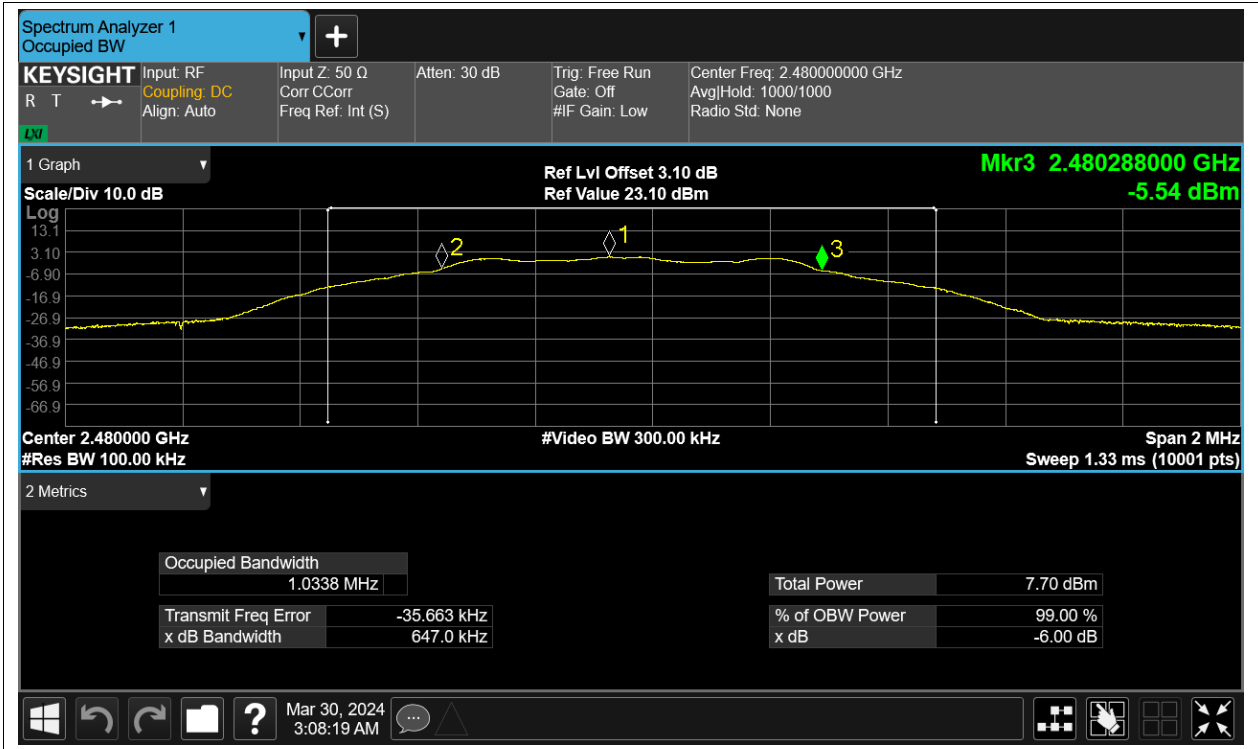 Spectrum Analyzer 1
Occupied BW
KEYSIGHT
R T
LXI
Input: RF
Coupling: DC
Align: Auto
Input Z: 50 Ω
Corr CCorr
Freq Ref: Int (S)
Atten: 30 dB
Trig: Free Run
Gate: Off
#IF Gain: Low
Center Freq: 2.480000000 GHz
Avg|Hold: 1000/1000
Radio Std: None
1 Graph
Scale/Div 10.0 dB
Ref Lvl Offset 3.10 dB
Ref Value 23.10 dBm
Mkr3 2.480288000 GHz
-5.54 dBm
Log
13.1
3.10
-6.90
-16.9
-26.9
-36.9
-46.9
-56.9
-66.9
2
1
3
Center 2.480000 GHz
#Res BW 100.00 kHz
#Video BW 300.00 kHz
Span 2 MHz
Sweep 1.33 ms (10001 pts)
2 Metrics
Occupied Bandwidth
1.0338 MHz
Transmit Freq Error -35.663 kHz
x dB Bandwidth 647.0 kHz
Total Power 7.70 dBm
% of OBW Power 99.00 %
x dB -6.00 dB
?
Mar 30, 2024
3:08:19 AM